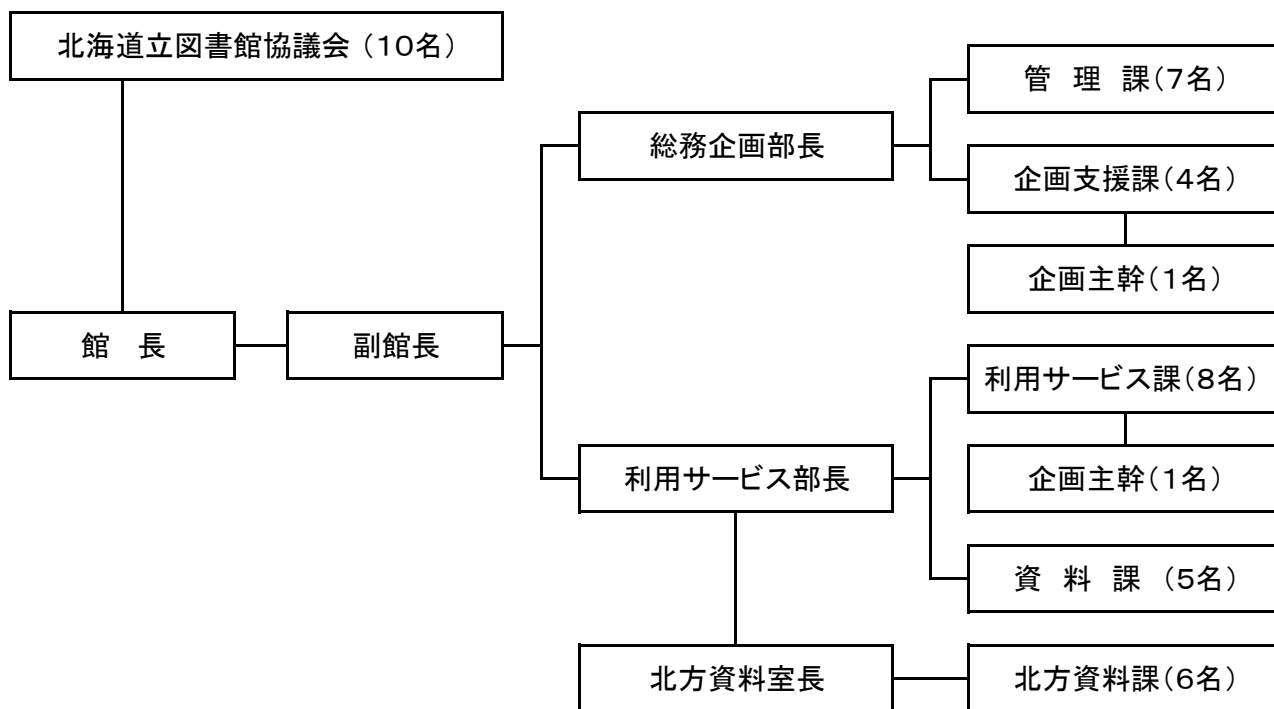 北海道立図書館協議会（１０名）
管　理　課（７名）
総務企画部長
企画支援課（４名）
企画主幹（１名）
館　長
副館長
利用サービス課（８名）
利用サービス部長
企画主幹（１名）
資　料　課　（５名）
北方資料室長
北方資料課（６名）